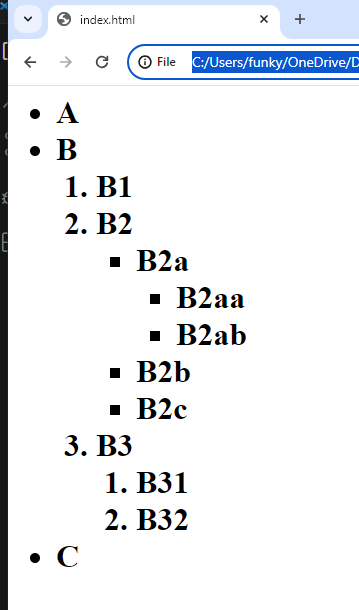 index.html
File C:/Users/funky/OneDrive/D
A
B
1. B1
2. B2
B2a
B2aa
B2ab
B2b
B2c
3. B3
1. B31
2. B32
C